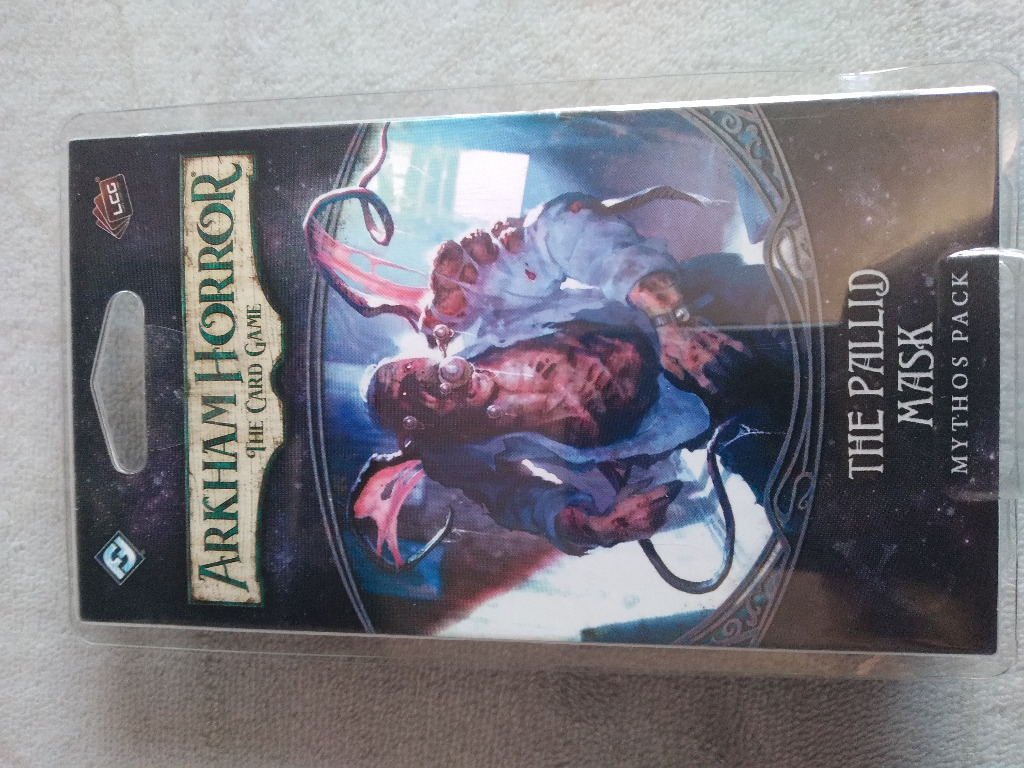 LCG
ARKHAM HORROR
THE CARD GAME
THE PALLID
MASK
MYTHOS PACK